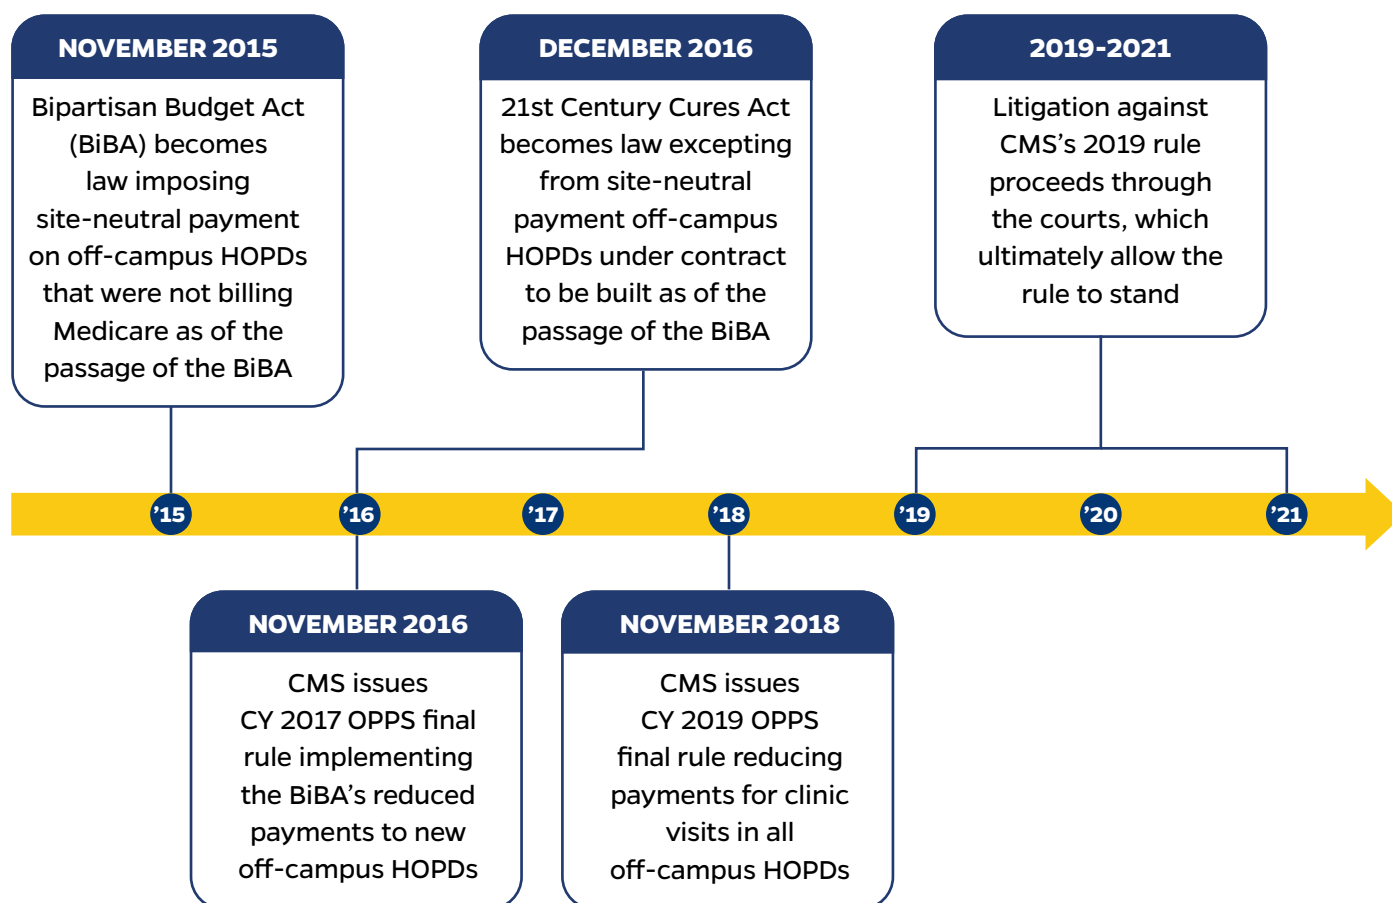 NOVEMBER 2015
Bipartisan Budget Act
(BiBA) becomes
law imposing
site-neutral payment
on off-campus HOPDs
that were not billing
Medicare as of the
passage of the BiBA
DECEMBER 2016
21st Century Cures Act
becomes law excepting
from site-neutral
payment off-campus
HOPDs under contract
to be built as of the
passage of the BiBA
2019-2021
Litigation against
CMS’s 2019 rule
proceeds through
the courts, which
ultimately allow the
rule to stand
’15
’16
’17
’18
’19
’20
’21
NOVEMBER 2016
CMS issues
CY 2017 OPPS final
rule implementing
the BiBA’s reduced
payments to new
off-campus HOPDs
NOVEMBER 2018
CMS issues
CY 2019 OPPS
final rule reducing
payments for clinic
visits in all
off-campus HOPDs